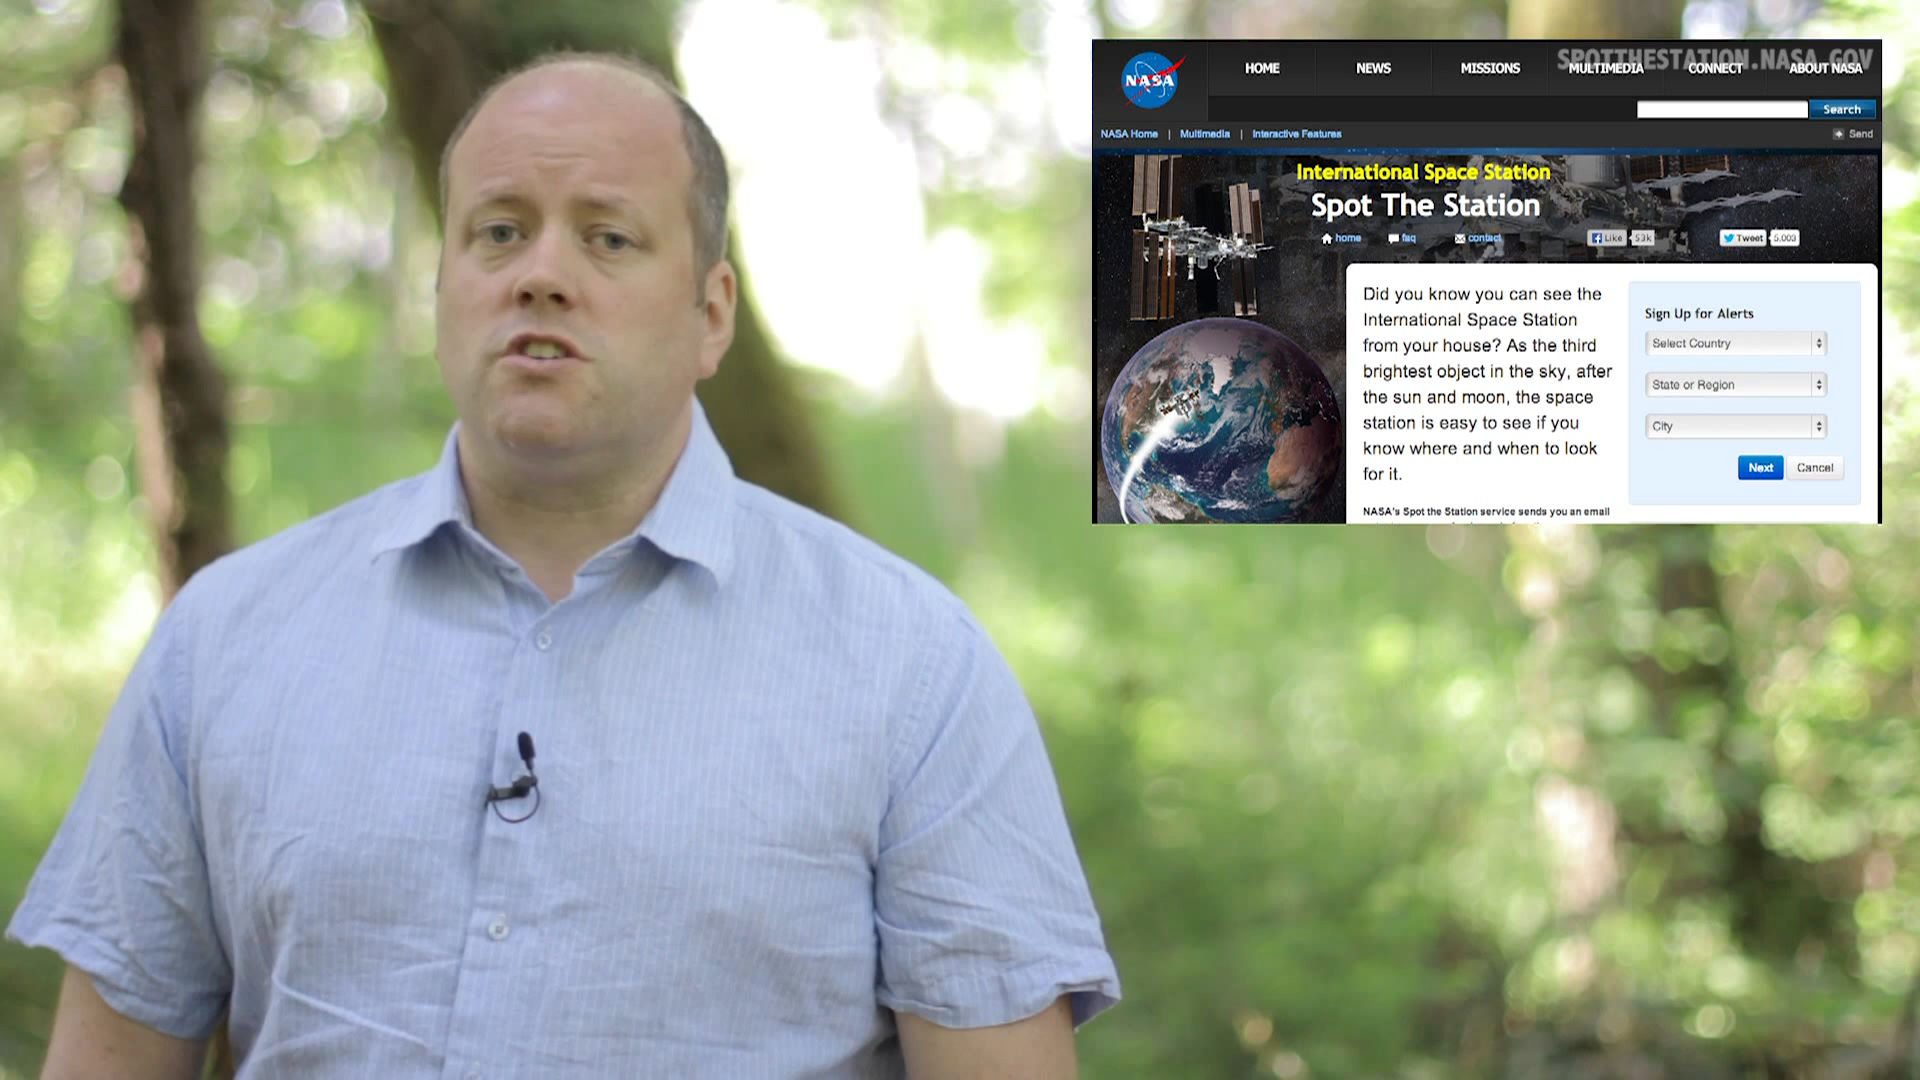 SPOTTHESTATION.NASA.GOV
NASA
HOME NEWS MISSIONS MULTIMEDIA CONNECT ABOUT NASA
Search
NASA Home | Multimedia | Interactive Features
Send
International Space Station
Spot The Station
home faq contact
Like 53k
Tweet 5,003
Did you know you can see the
International Space Station
from your house? As the third
brightest object in the sky, after
the sun and moon, the space
station is easy to see if you
know where and when to look
for it.
NASA's Spot the Station service sends you an email
Sign Up for Alerts
Select Country
State or Region
City
Next Cancel